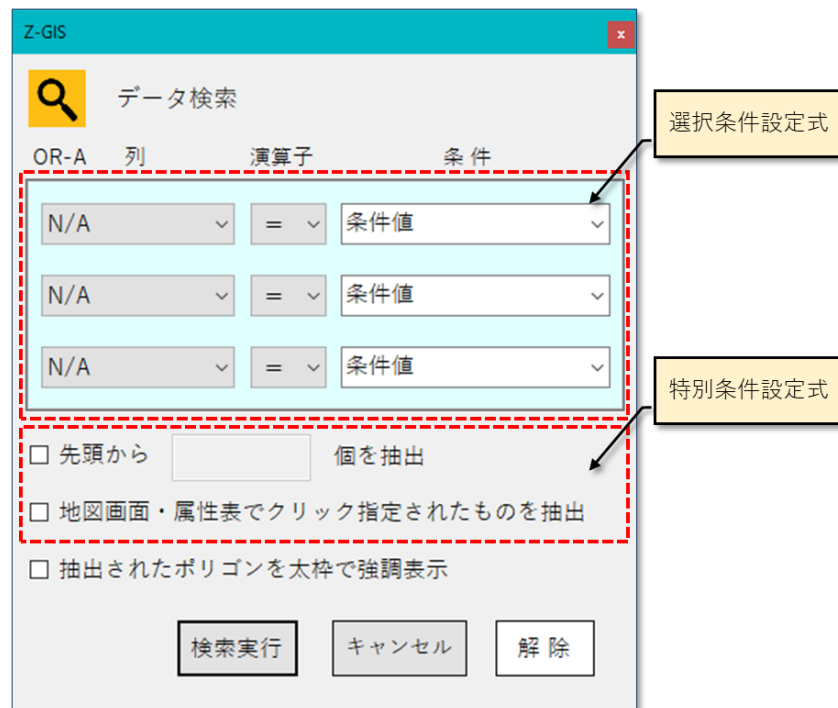 Z-GIS
x
データ検索
OR-A 列 演算子 条 件
N/A = 条件値
N/A = 条件値
N/A = 条件値
先頭から 個を抽出
地図画面・属性表でクリック指定されたものを抽出
抽出されたポリゴンを太枠で強調表示
検索実行 キャンセル 解 除
選択条件設定式
特別条件設定式